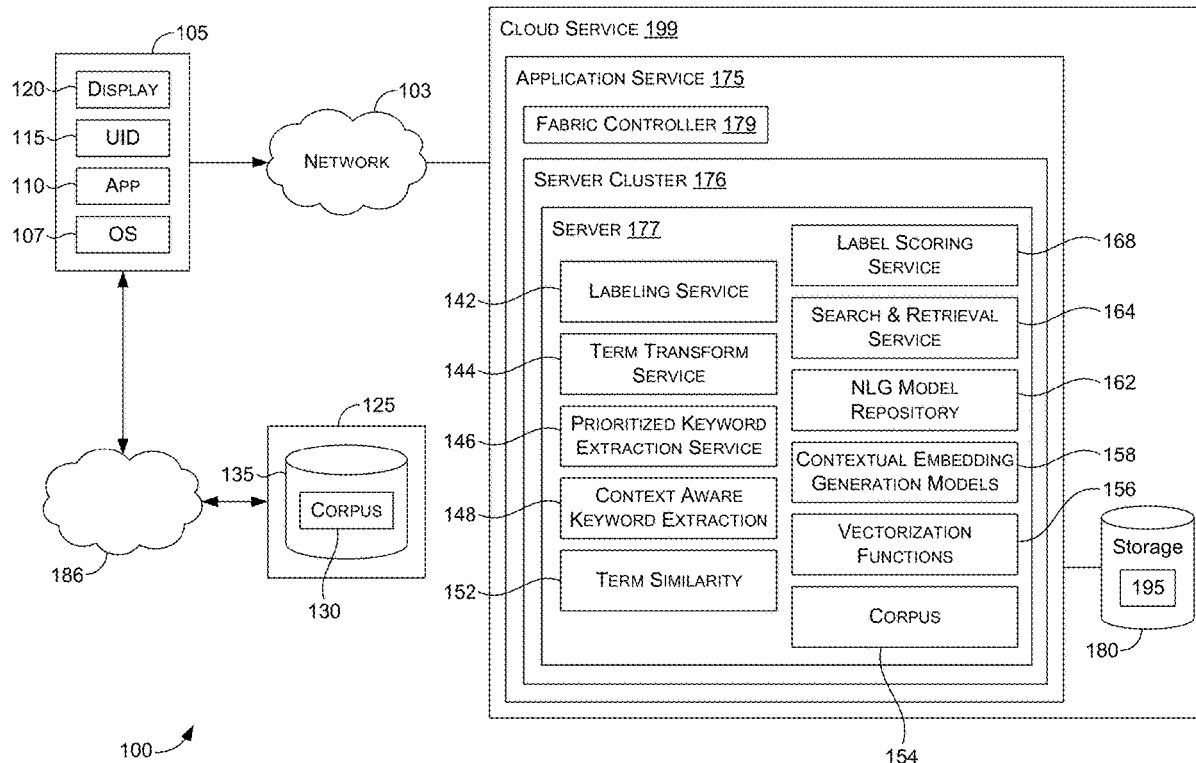 105
120
DISPLAY
115
UID
110
APP
107
OS
103
NETWORK
186
125
135
CORPUS
130
100
CLOUD SERVICE 199
APPLICATION SERVICE 175
FABRIC CONTROLLER 179
SERVER CLUSTER 176
SERVER 177
142
LABELING SERVICE
144
TERM TRANSFORM
SERVICE
146
PRIORITIZED KEYWORD
EXTRACTION SERVICE
148
CONTEXT AWARE
KEYWORD EXTRACTION
152
TERM SIMILARITY
LABEL SCORING
SERVICE
168
SEARCH & RETRIEVAL
SERVICE
164
NLG MODEL
REPOSITORY
162
CONTEXTUAL EMBEDDING
GENERATION MODELS
158
VECTORIZATION
FUNCTIONS
156
CORPUS
154
Storage
195
180